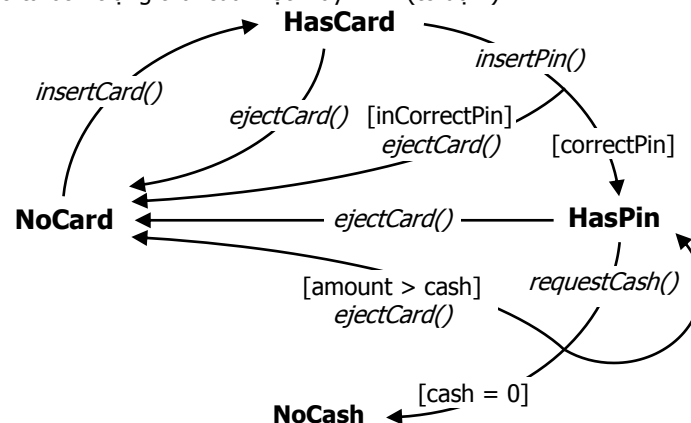 HasCard
insertPin()
insertCard()
ejectCard()
[inCorrectPin]
ejectCard()
[correctPin]
NoCard
ejectCard()
HasPin
[amount > cash]
ejectCard()
requestCash()
[cash = 0]
NoCash